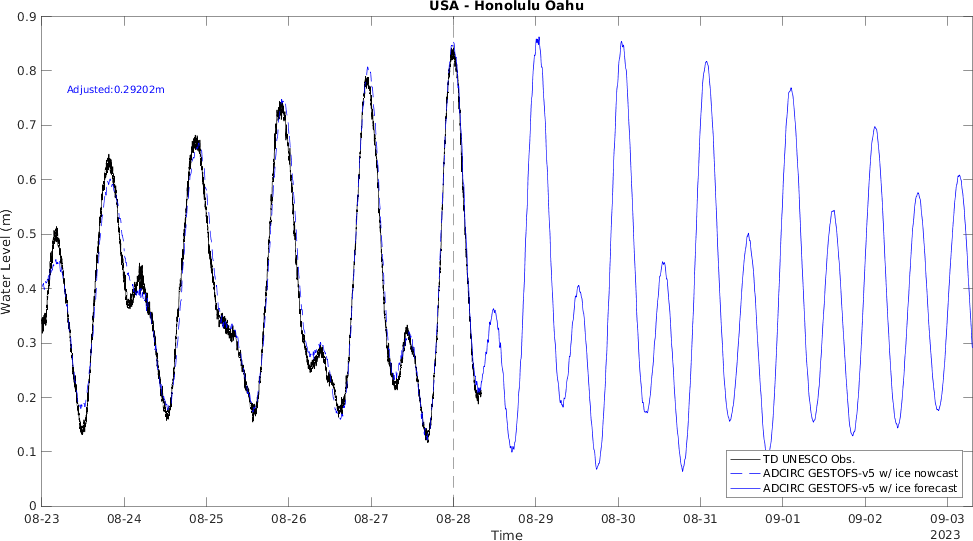 USA - Honolulu Oahu
0.9
0.8
Adjusted:0.29202m
0.7
0.6
0.5
0.4
0.3
0.2
0.1
0
Water Level (m)
TD UNESCO Obs.
ADCIRC GESTOFS-v5 w/ ice nowcast
ADCIRC GESTOFS-v5 w/ ice forecast
08-23 08-24 08-25 08-26 08-27 08-28 08-29 08-30 08-31 09-01 09-02 09-03
2023
Time